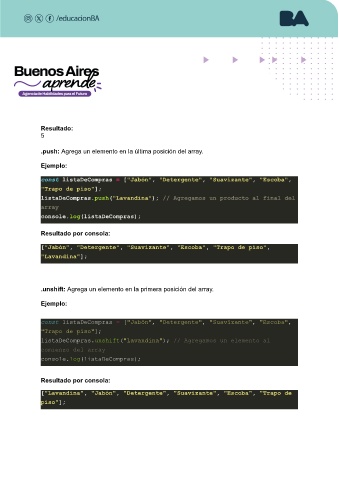 /educacionBA
BA
Buenos Aires
aprende
Agencia de Habilidades para el Futuro
Resultado:
5
.push: Agrega un elemento en la última posición del array.
Ejemplo:
const listaDeCompras = ["Jabón", "Detergente", "Suavizante", "Escoba",
"Trapo de piso"];
listaDeCompras.push("Lavandina"); // Agregamos un producto al final del
array
console.log(listaDeCompras);
Resultado por consola:
["Jabón", "Detergente", "Suavizante", "Escoba", "Trapo de piso",
"Lavandina"];
.unshift: Agrega un elemento en la primera posición del array.
Ejemplo:
const listaDeCompras = ["Jabón", "Detergente", "Suavizante", "Escoba",
"Trapo de piso"];
listaDeCompras.unshift("Lavandina"); // Agregamos un elemento al
comienzo del array
console.log(listaDeCompras);
Resultado por consola:
["Lavandina", "Jabón", "Detergente", "Suavizante", "Escoba", "Trapo de
piso"];